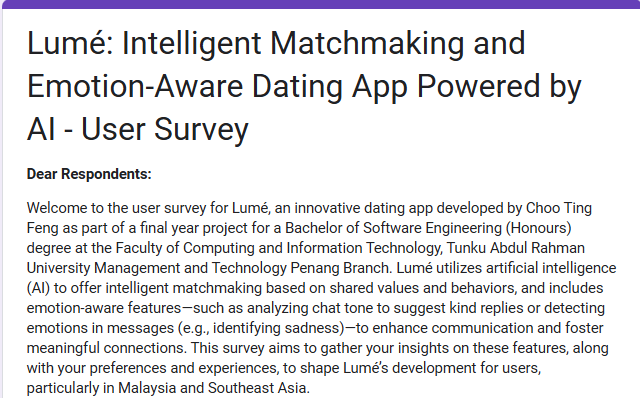 Lumé: Intelligent Matchmaking and
Emotion-Aware Dating App Powered by
AI - User Survey
Dear Respondents:
Welcome to the user survey for Lumé, an innovative dating app developed by Choo Ting
Feng as part of a final year project for a Bachelor of Software Engineering (Honours)
degree at the Faculty of Computing and Information Technology, Tunku Abdul Rahman
University Management and Technology Penang Branch. Lumé utilizes artificial intelligence
(AI) to offer intelligent matchmaking based on shared values and behaviors, and includes
emotion-aware features—such as analyzing chat tone to suggest kind replies or detecting
emotions in messages (e.g., identifying sadness)—to enhance communication and foster
meaningful connections. This survey aims to gather your insights on these features, along
with your preferences and experiences, to shape Lumé’s development for users,
particularly in Malaysia and Southeast Asia.